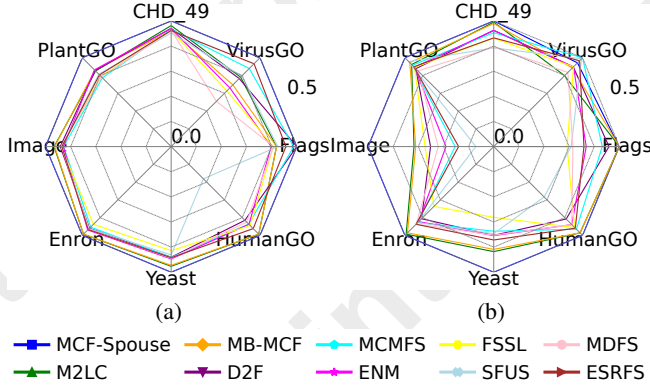 CHD_49 CHD_49
PlantGO VirusGO PlantGO VirusGO
0.5 0.5
0.0 0.0
Image Flags Image Flags
Enron HumanGO Enron HumanGO
Yeast Yeast
(a) (b)
MCF-Spouse MB-MCF MCMFS FSSL MDFS
M2LC D2F ENM SFUS ESRFS